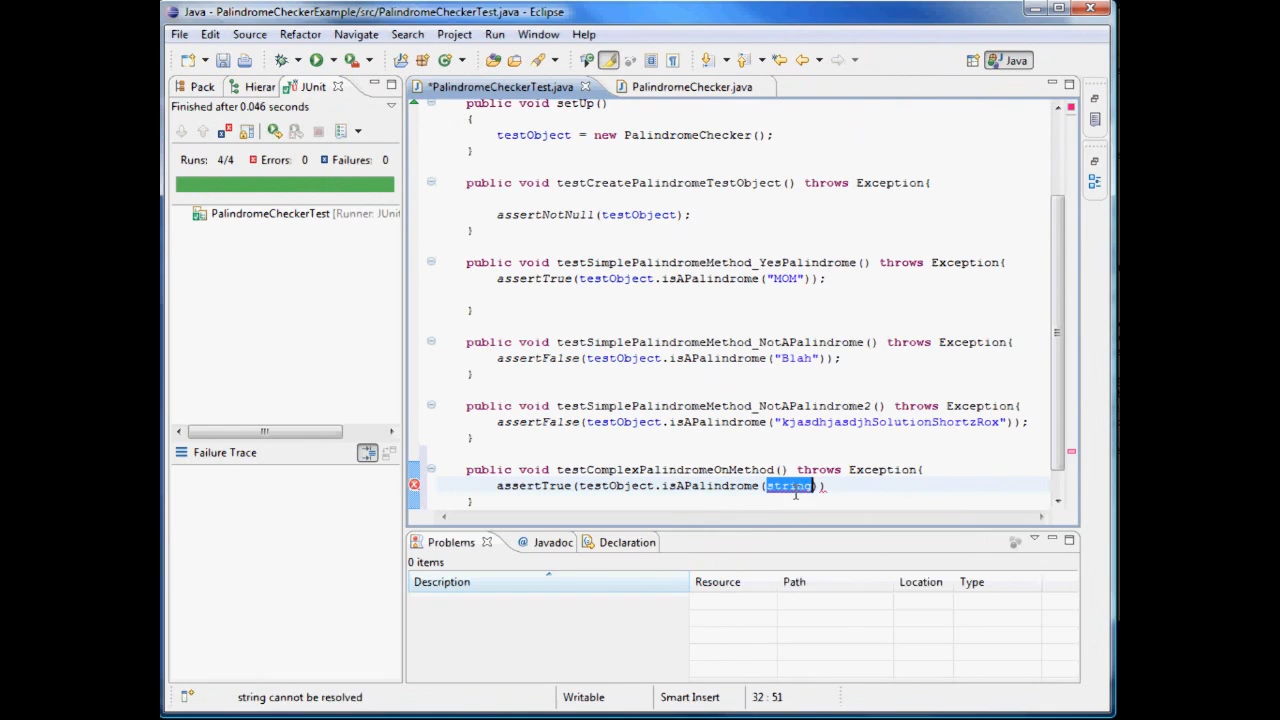 Java - PalindromeCheckerExample/src/PalindromeCheckerTest.java - Eclipse
File Edit Source Refactor Navigate Search Project Run Window Help
Java
Pack Hierar JUnit
*PalindromeCheckerTest.java PalindromeChecker.java
Finished after 0.046 seconds
Runs: 4/4 Errors: 0 Failures: 0
PalindromeCheckerTest [Runner: JUnit
Failure Trace
public void setUp()
{
testObject = new PalindromeChecker();
}
public void testCreatePalindromeTestObject() throws Exception{
assertNotNull(testObject);
}
public void testSimplePalindromeMethod_YesPalindrome() throws Exception{
assertTrue(testObject.isAPalindrome("MOM"));
}
public void testSimplePalindromeMethod_NotAPalindrome() throws Exception{
assertFalse(testObject.isAPalindrome("Blah"));
}
public void testSimplePalindromeMethod_NotAPalindrome2() throws Exception{
assertFalse(testObject.isAPalindrome("kjasdhjasdjhSolutionShortzRox"));
}
public void testComplexPalindromeOnMethod() throws Exception{
assertTrue(testObject.isAPalindrome(string))
}
Problems @ Javadoc Declaration
0 items
Description Resource Path Location Type
string cannot be resolved Writable Smart Insert 32 : 51